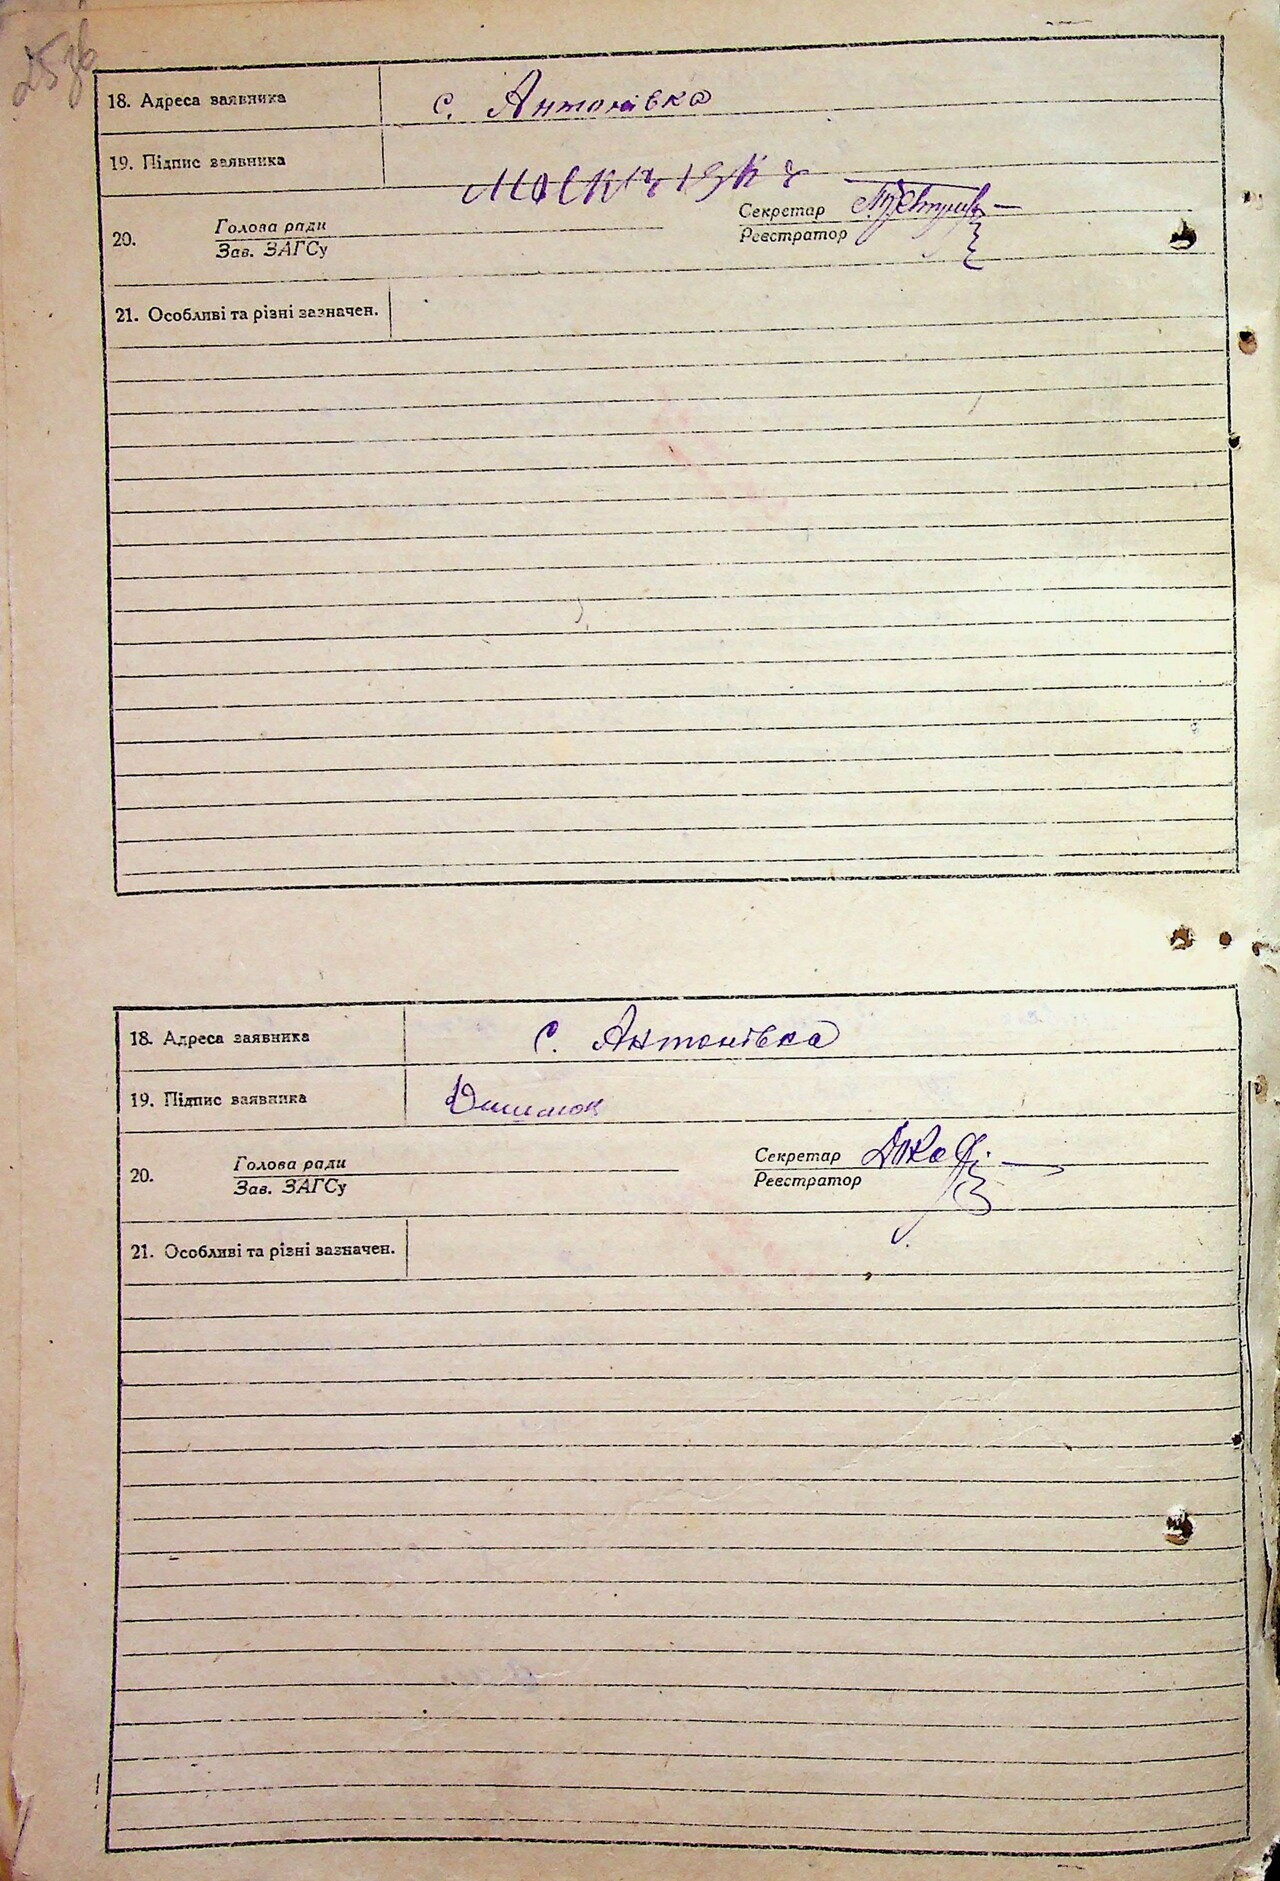 25зв
18. Адреса заявника с. Антонівка
19. Підпис заявника
20. Голова ради Секретар
Зав. ЗАГСу Реєстратор
21. Особливі та різні зазначен.
18. Адреса заявника с. Антонівка
19. Підпис заявника
20. Голова ради Секретар
Зав. ЗАГСу Реєстратор
21. Особливі та різні зазначен.